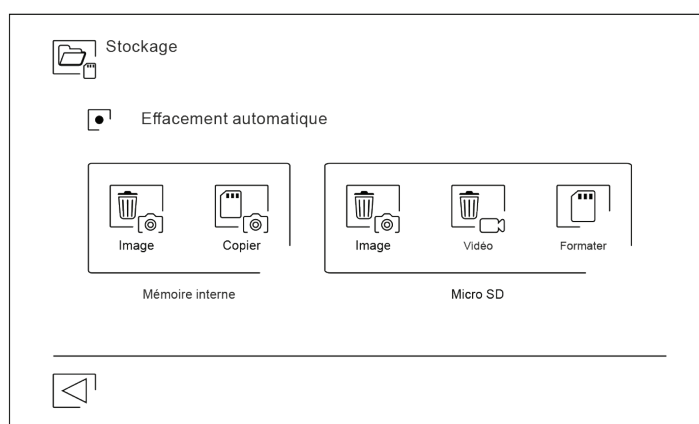 Stockage
Effacement automatique
Image Copier Image Vidéo Formater
Mémoire interne Micro SD